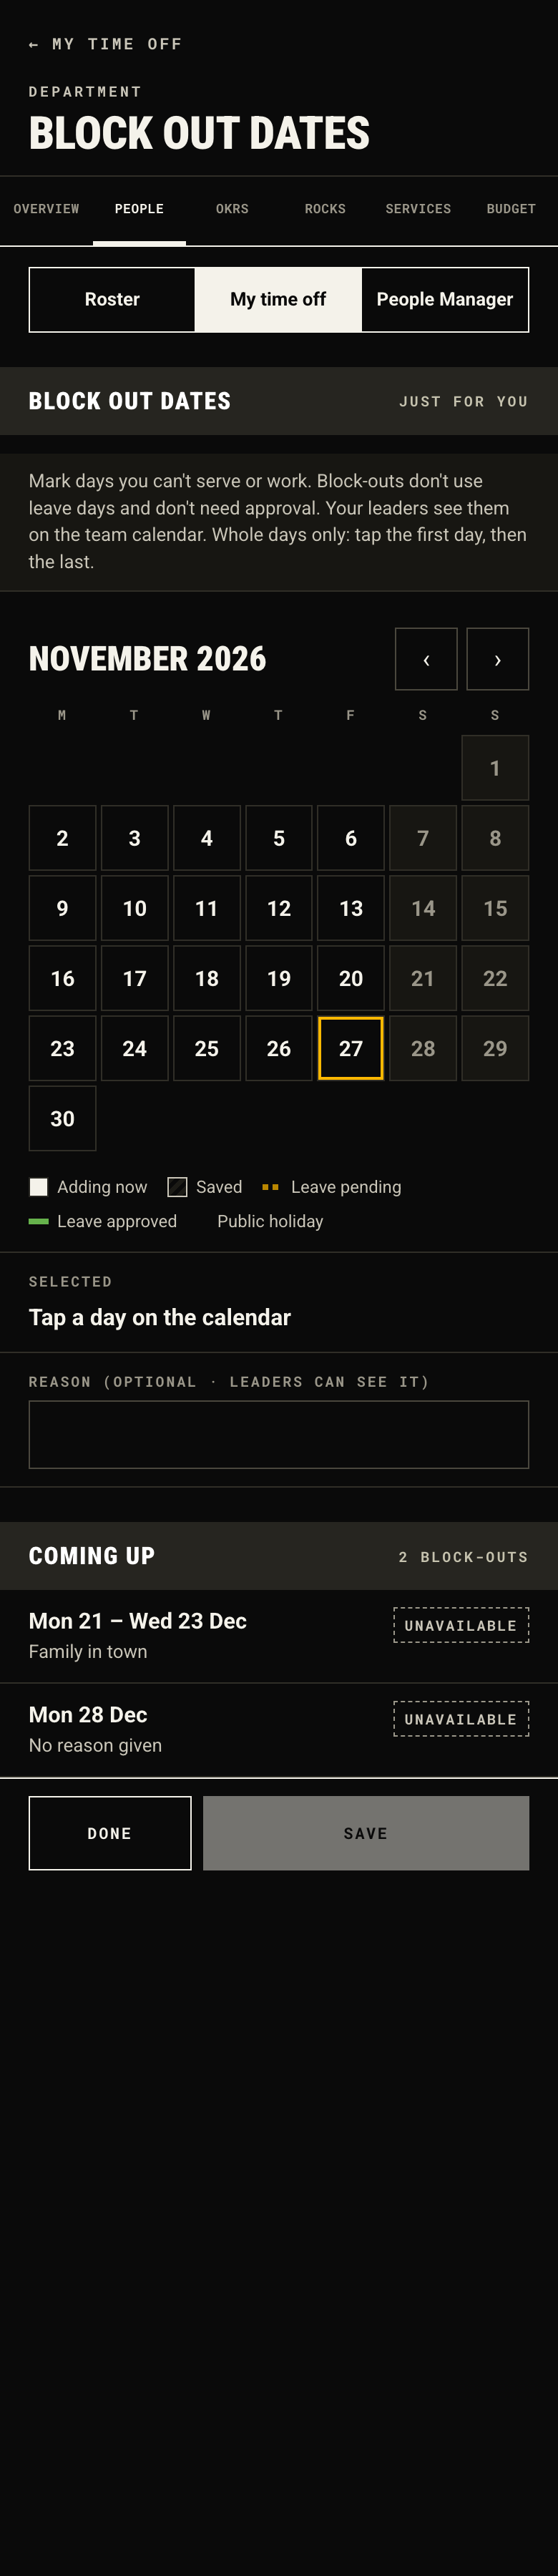 ← MY TIME OFF
DEPARTMENT
BLOCK OUT DATES
OVERVIEW PEOPLE OKRS ROCKS SERVICES BUDGET
Roster My time off People Manager
BLOCK OUT DATES JUST FOR YOU
Mark days you can't serve or work. Block-outs don't use
leave days and don't need approval. Your leaders see them
on the team calendar. Whole days only: tap the first day, then
the last.
NOVEMBER 2026 ‹ ›
M T W T F S S
1
2 3 4 5 6 7 8
9 10 11 12 13 14 15
16 17 18 19 20 21 22
23 24 25 26 27 28 29
30
Adding now Saved Leave pending
Leave approved Public holiday
SELECTED
Tap a day on the calendar
REASON (OPTIONAL · LEADERS CAN SEE IT)
COMING UP 2 BLOCK-OUTS
Mon 21 – Wed 23 Dec UNAVAILABLE
Family in town
Mon 28 Dec UNAVAILABLE
No reason given
DONE SAVE